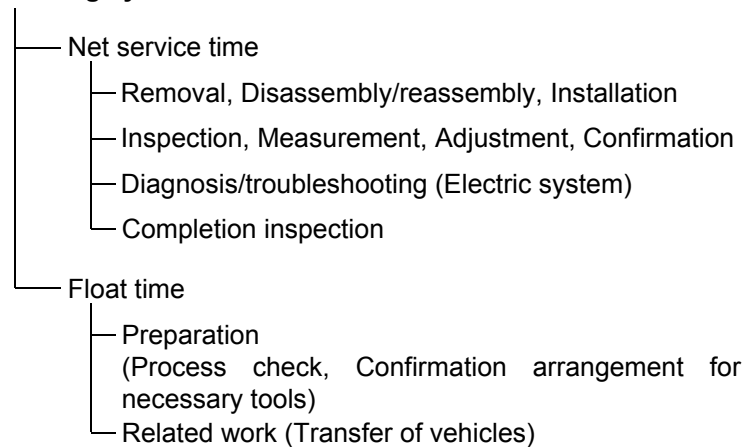 Net service time
Removal, Disassembly/reassembly, Installation
Inspection, Measurement, Adjustment, Confirmation
Diagnosis/troubleshooting (Electric system)
Completion inspection
Float time
Preparation
(Process check, Confirmation arrangement for
necessary tools)
Related work (Transfer of vehicles)